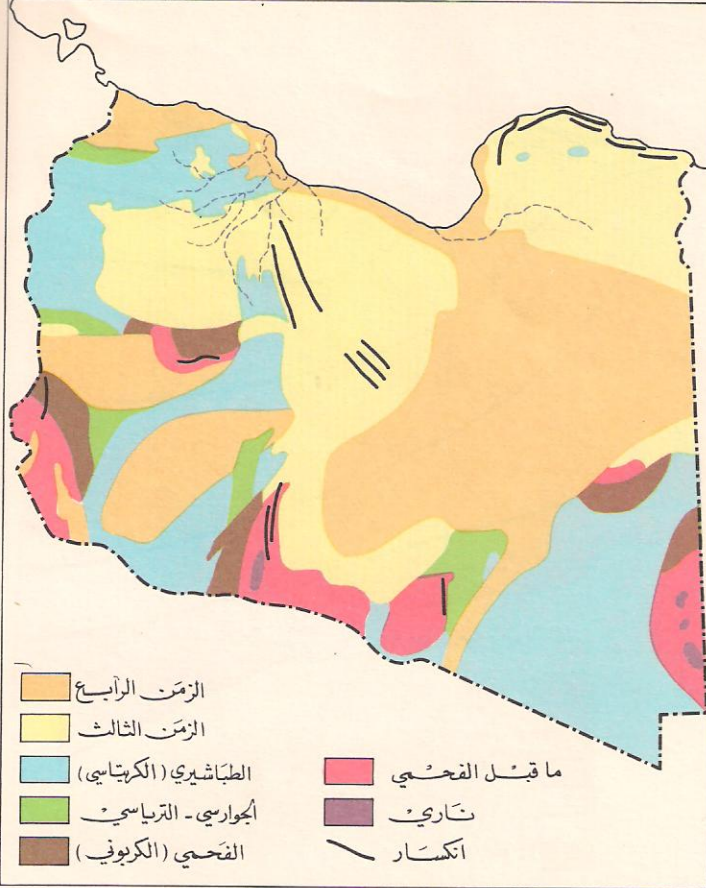 الزمن الرابع
الزمن الثالث
الطباشيري (الكريتاسي)
الجوارسي - الترياسي
الفحمي (الكربوني)
ما قبل الفحمي
ناري
انكسار